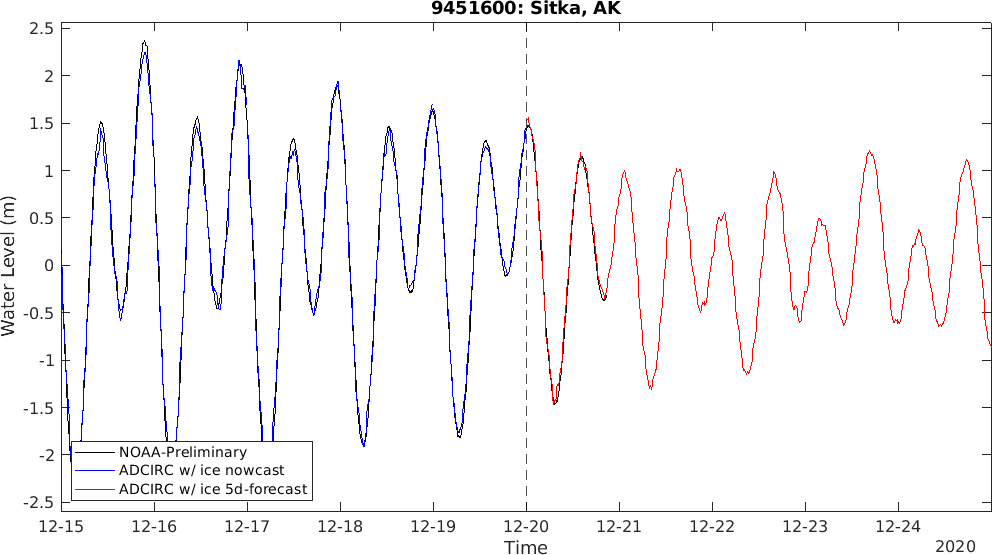 9451600: Sitka, AK
Water Level (m)
2.5
2
1.5
1
0.5
0
-0.5
-1
-1.5
-2
-2.5
NOAA-Preliminary
ADCIRC w/ ice nowcast
ADCIRC w/ ice 5d-forecast
12-15 12-16 12-17 12-18 12-19 12-20 12-21 12-22 12-23 12-24
Time
2020